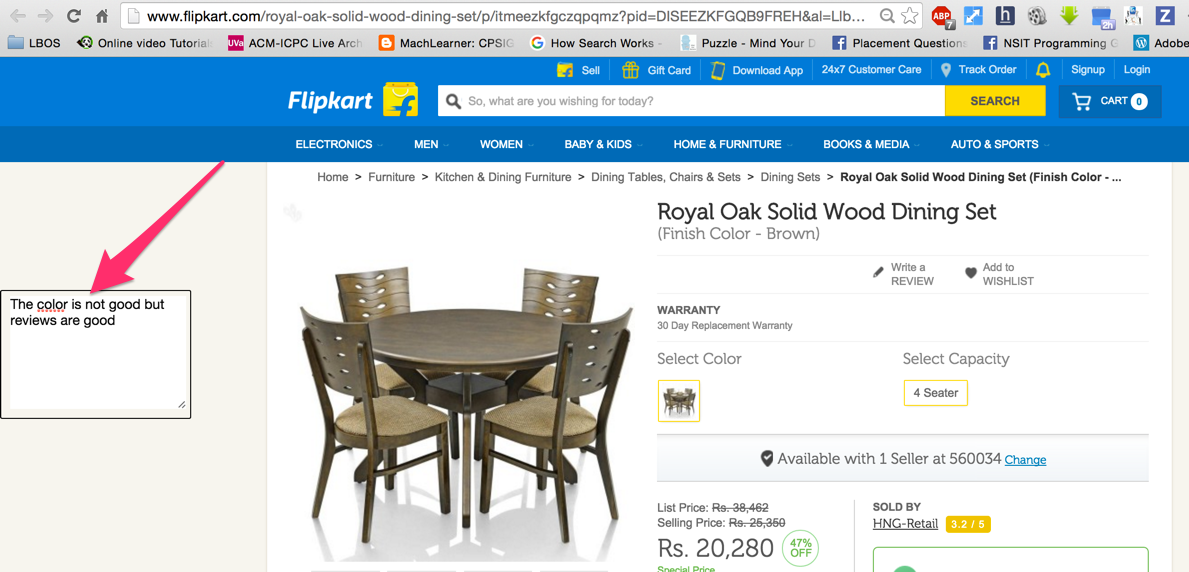 www.flipkart.com/royal-oak-solid-wood-dining-set/p/itmeezkfgczqpqmz?pid=DISEEZKFGQB9FREH&al=LIb...
ABP 7 h 2h Z
LBOS Online video Tutorial ACM-ICPC Live Arch MachLearner: CPSIG How Search Works - Puzzle - Mind Your D Placement Questions NSIT Programming Adobe
UVa
Sell Gift Card Download App 24x7 Customer Care Track Order Signup Login
Flipkart So, what are you wishing for today? SEARCH CART 0
ELECTRONICS MEN WOMEN BABY & KIDS HOME & FURNITURE BOOKS & MEDIA AUTO & SPORTS
Home > Furniture > Kitchen & Dining Furniture > Dining Tables, Chairs & Sets > Dining Sets > Royal Oak Solid Wood Dining Set (Finish Color - ...
Royal Oak Solid Wood Dining Set
(Finish Color - Brown)
Write a
REVIEW
Add to
WISHLIST
The color is not good but
reviews are good
WARRANTY
30 Day Replacement Warranty
Select Color
Select Capacity
4 Seater
Available with 1 Seller at 560034 Change
List Price: Rs. 38,462
Selling Price: Rs. 25,350
Rs. 20,280
47%
OFF
Special Price
SOLD BY
HNG-Retail 3.2 / 5